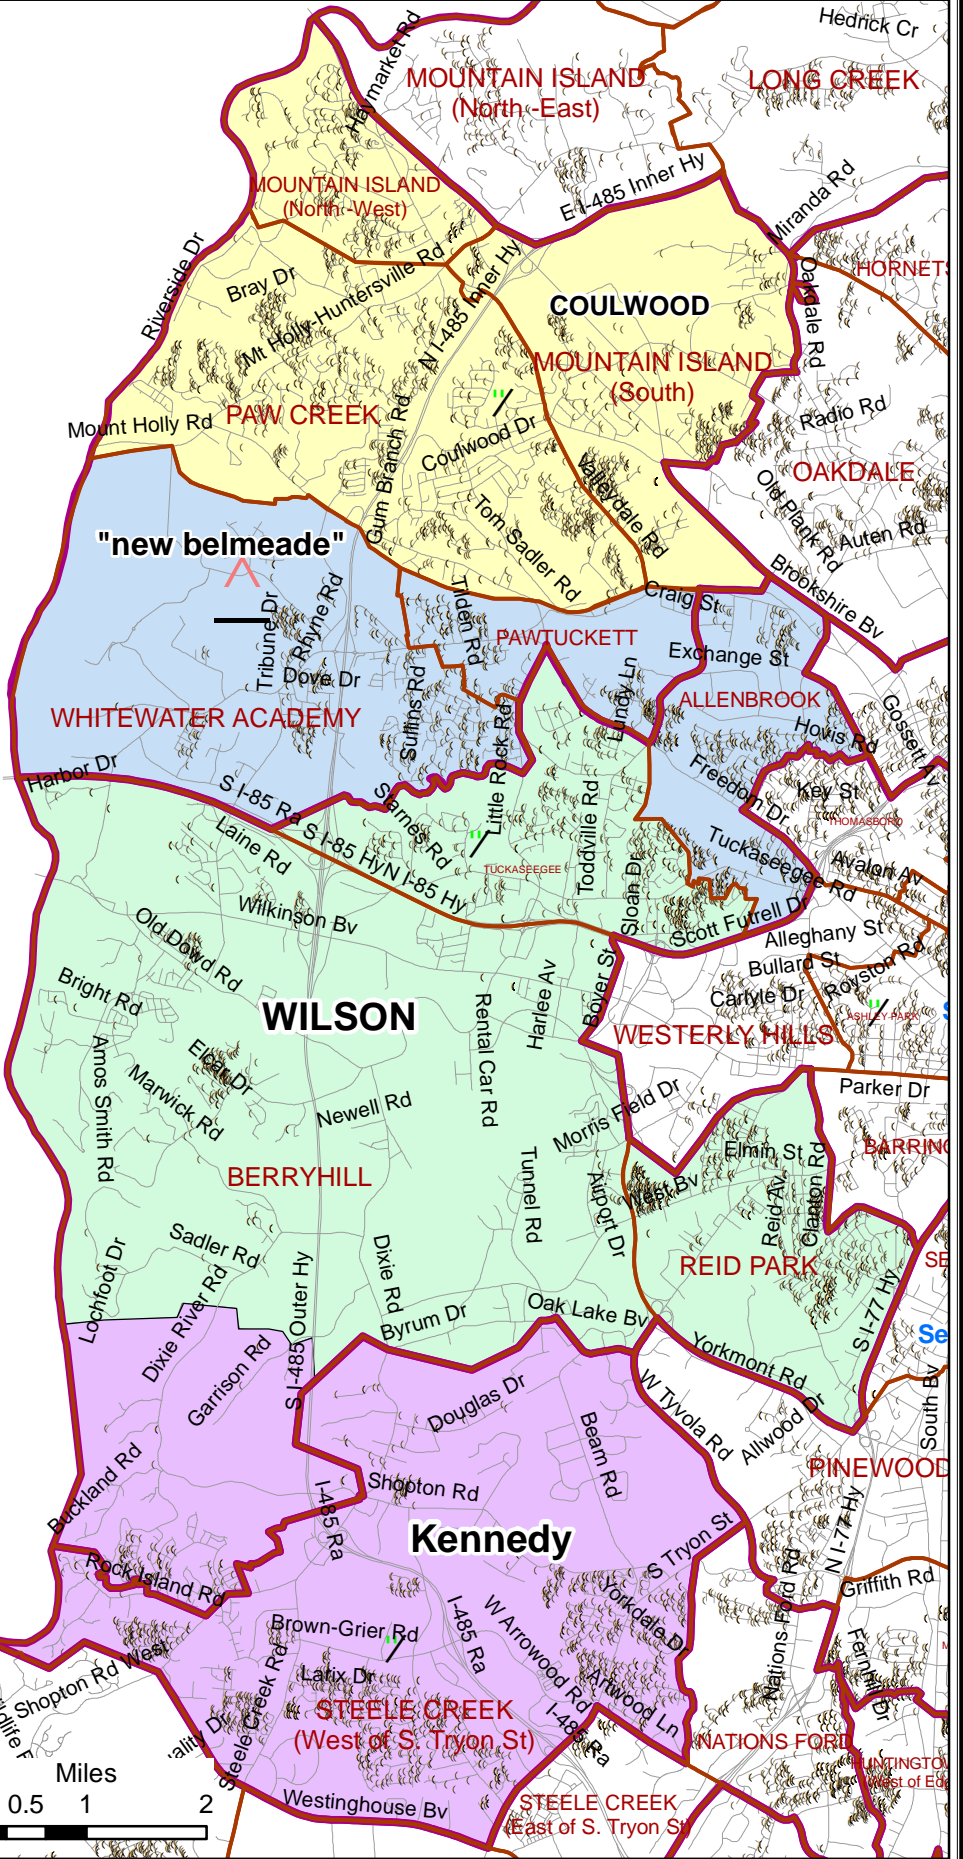 Hedrick Cr
Haymarket Rd
MOUNTAIN ISLAND
(North -East)
LONG CREEK
MOUNTAIN ISLAND
(North -West)
E I-485 Inner Hy
Miranda Rd
Riverside Dr
Bray Dr
Mt Holly-Huntersville Rd
N I-485 Inner Hy
COULWOOD
HORNETS
Oakdale Rd
MOUNTAIN ISLAND
(South)
Mount Holly Rd
PAW CREEK
Gum Branch Rd
Coulwood Dr
Radio Rd
Valleydale Rd
OAKDALE
Old Plank Rd
Auten Rd
Tom Sadler Rd
"new belmeade"
Brookshire Bv
Tribune Dr
Rhyne Rd
Dove Dr
Tilden Rd
Craig St
PAWTUCKETT
Exchange St
Lundy Ln
ALLENBROOK
WHITEWATER ACADEMY
Sullins Rd
Little Rock Rd
Hovis Rd
Gossett Av
Harbor Dr
S I-85 Ra
S I-85 Hy
N I-85 Hy
Starnes Rd
Freedom Dr
Key St
THOMASBORO
Laine Rd
Toddville Rd
TUCKASEEGEE
Tuckaseegee Rd
Avalon Av
Wilkinson Bv
Sloan Dr
Scott Futrell Dr
Old Dowd Rd
Alleghany St
Bullard St
Royston Rd
Bright Rd
WILSON
Rental Car Rd
Harlee Av
Boyer St
Carlyle Dr
ASHLEY PARK
S
WESTERLY HILLS
Amos Smith Rd
Elcar Dr
Marwick Rd
Newell Rd
Morris Field Dr
Parker Dr
BARRING
BERRYHILL
Tunnel Rd
Airport Dr
West Bv
Elmin St
Reid Av
Clanton Rd
Sadler Rd
REID PARK
SE
Lochfoot Dr
Dixie River Rd
S I-485 Outer Hy
Dixie Rd
Byrum Dr
Oak Lake Bv
S I-77 Hy
Se
Garrison Rd
Yorkmont Rd
W Tyvola Rd
Allwood Dr
South Bv
Douglas Dr
Beam Rd
PINEWOOD
Buckland Rd
I-485 Ra
Shopton Rd
Kennedy
S Tryon St
N I-77 Hy
Nations Ford Rd
Griffith Rd
Rock Island Rd
Yorkdale Dr
Brown-Grier Rd
I-485 Ra
W Arrowood Rd
Fernhill Dr
Shopton Rd West
Steele Creek Rd
Larix Dr
Artwood Ln
STEELE CREEK
(West of S. Tryon St)
I-485 Ra
NATIONS FORD
HUNTINGTOW
West of Ed
Miles
0.5 1 2
Westinghouse Bv
STEELE CREEK
(East of S. Tryon St)